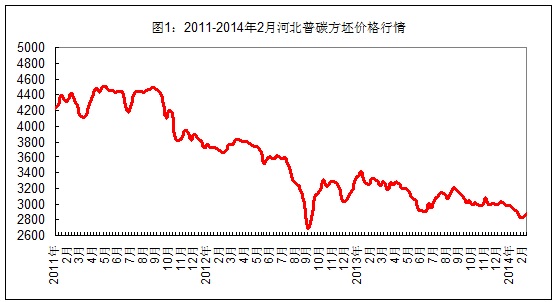 图1：2011-2014年2月河北普碳方坯价格行情
5000
4800
4600
4400
4200
4000
3800
3600
3400
3200
3000
2800
2600
2011年
2月
3月
4月
5月
6月
7月
8月
9月
10月
11月
12月
2012年
2月
3月
4月
5月
6月
7月
8月
9月
10月
11月
12月
2013年
2月
3月
4月
5月
6月
7月
8月
9月
10月
11月
12月
2014年
2月